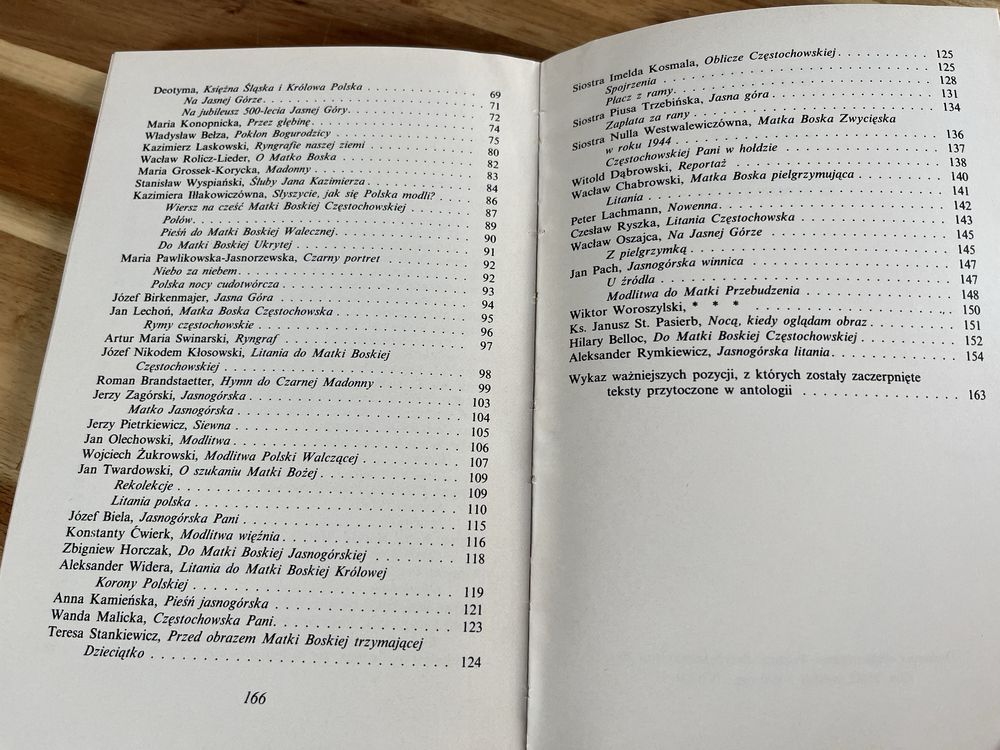 Deotyma, Księżna Śląska i Królowa Polska . . . . . . . . . 69
Na Jasnej Górze. . . . . . . . . . . . . . . . . 71
Na jubileusz 500-lecia Jasnej Góry. . . . . . . . . . 72
Maria Konopnicka, Przez głębinę. . . . . . . . . . . . . 74
Władysław Bełza, Pokłon Bogurodzicy . . . . . . . . . . . 75
Kazimierz Laskowski, Ryngrafie naszej ziemi . . . . . . . . 80
Wacław Rolicz-Lieder, O Matko Boska . . . . . . . . . . . 82
Maria Grossek-Korycka, Madonny . . . . . . . . . . . . . 83
Stanisław Wyspiański, Śluby Jana Kazimierza. . . . . . . . . 84
Kazimiera Iłłakowiczówna, Słyszycie, jak się Polska modli? . . . 86
Wiersz na cześć Matki Boskiej Częstochowskiej . . . . . 87
Połów. . . . . . . . . . . . . . . . . . . . . 89
Pieśń do Matki Boskiej Walecznej. . . . . . . . . . . 90
Do Matki Boskiej Ukrytej . . . . . . . . . . . . . 91
Maria Pawlikowska-Jasnorzewska, Czarny portret . . . . . . . 92
Niebo za niebem. . . . . . . . . . . . . . . . . 92
Polska nocy cudotwórcza . . . . . . . . . . . . . . 93
Józef Birkenmajer, Jasna Góra . . . . . . . . . . . . . . 94
Jan Lechoń, Matka Boska Częstochowska . . . . . . . . . . 95
Rymy częstochowskie . . . . . . . . . . . . . . . 96
Artur Maria Swinarski, Ryngraf . . . . . . . . . . . . . 97
Józef Nikodem Kłosowski, Litania do Matki Boskiej
Częstochowskiej . . . . . . . . . . . . . . . . . 98
Roman Brandstaetter, Hymn do Czarnej Madonny . . . . . . . 99
Jerzy Zagórski, Jasnogórska . . . . . . . . . . . . . . . 103
Matko Jasnogórska . . . . . . . . . . . . . . . . 104
Jerzy Pietrkiewicz, Siewna . . . . . . . . . . . . . . . 105
Jan Olechowski, Modlitwa . . . . . . . . . . . . . . . . 106
Wojciech Żukrowski, Modlitwa Polski Walczącej . . . . . . . . 107
Jan Twardowski, O szukaniu Matki Bożej. . . . . . . . . . . 109
Rekolekcje . . . . . . . . . . . . . . . . . . . 109
Litania polska . . . . . . . . . . . . . . . . . . 110
Józef Biela, Jasnogórska Pani . . . . . . . . . . . . . . 115
Konstanty Ćwierk, Modlitwa więźnia . . . . . . . . . . . . 116
Zbigniew Horczak, Do Matki Boskiej Jasnogórskiej . . . . . . . 118
Aleksander Widera, Litania do Matki Boskiej Królowej
Korony Polskiej . . . . . . . . . . . . . . . . . 119
Anna Kamieńska, Pieśń jasnogórska . . . . . . . . . . . . 121
Wanda Malicka, Częstochowska Pani. . . . . . . . . . . . . 123
Teresa Stankiewicz, Przed obrazem Matki Boskiej trzymającej
Dzieciątko . . . . . . . . . . . . . . . . . . . 124
166
Siostra Imelda Kosmala, Oblicze Częstochowskiej . . . . . . . . 125
Spojrzenia . . . . . . . . . . . . . . . . . . . 125
Płacz z ramy. . . . . . . . . . . . . . . . . . . 128
Siostra Piusa Trzebińska, Jasna góra . . . . . . . . . . . . 131
Zapłata za rany . . . . . . . . . . . . . . . . . 134
Siostra Nulla Westwalewiczówna, Matka Boska Zwycięska
w roku 1944 . . . . . . . . . . . . . . . . . . . 136
Częstochowskiej Pani w hołdzie . . . . . . . . . . . . 137
Witold Dąbrowski, Reportaż . . . . . . . . . . . . . . . 138
Wacław Chabrowski, Matka Boska pielgrzymująca . . . . . . . . 140
Litania . . . . . . . . . . . . . . . . . . . . 141
Peter Lachmann, Nowenna. . . . . . . . . . . . . . . . . 142
Czesław Ryszka, Litania Częstochowska . . . . . . . . . . . 143
Wacław Oszajca, Na Jasnej Górze . . . . . . . . . . . . . 145
Z pielgrzymką . . . . . . . . . . . . . . . . . . 145
Jan Pach, Jasnogórska winnica . . . . . . . . . . . . . . 147
U źródła . . . . . . . . . . . . . . . . . . . . 147
Modlitwa do Matki Przebudzenia . . . . . . . . . . . . 148
Wiktor Woroszylski, * * * . . . . . . . . . . . . . . . 150
Ks. Janusz St. Pasierb, Nocą, kiedy oglądam obraz . . . . . . . 151
Hilary Belloc, Do Matki Boskiej Częstochowskiej . . . . . . . . 152
Aleksander Rymkiewicz, Jasnogórska litania. . . . . . . . . . 154
Wykaz ważniejszych pozycji, z których zostały zaczerpnięte
teksty przytoczone w antologii . . . . . . . . . . . . 163